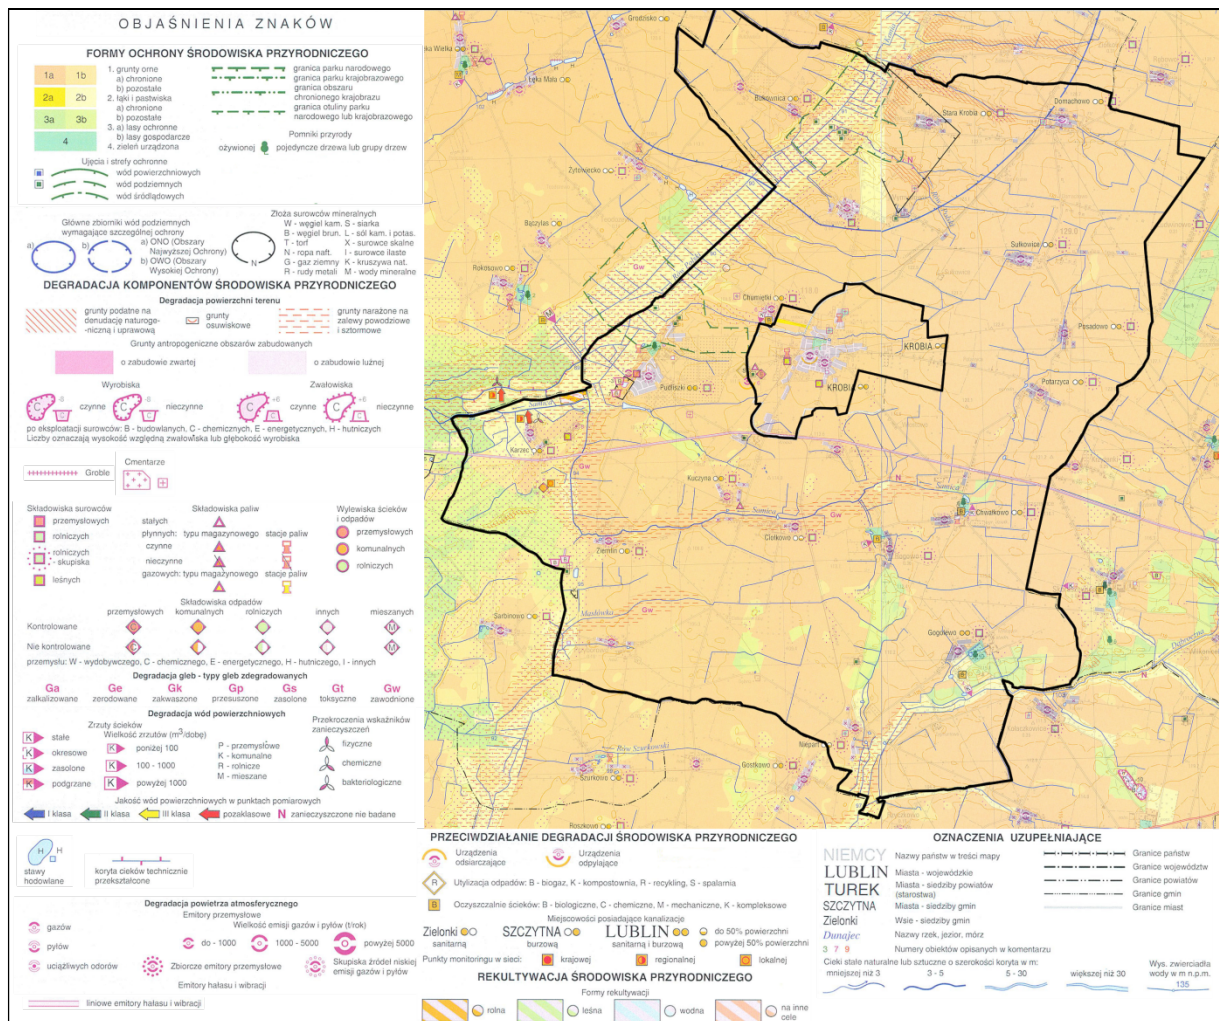 OBJAŚNIENIA ZNAKÓW
FORMY OCHRONY ŚRODOWISKA PRZYRODNICZEGO
1a 1b
2a 2b
3a 3b
4
1. grunty orne
a) chronione
b) pozostałe
2. łąki i pastwiska
a) chronione
b) pozostałe
3. a) lasy ochronne
b) lasy gospodarcze
4. zieleń urządzona
granica parku narodowego
granica parku krajobrazowego
granica obszaru
chronionego krajobrazu
granica otuliny parku
narodowego lub krajobrazowego
Pomniki przyrody
ożywionej pojedyncze drzewa lub grupy drzew
Ujęcia i strefy ochronne
wód powierzchniowych
wód podziemnych
wód śródlądowych
Główne zbiorniki wód podziemnych
wymagające szczególnej ochrony
a) b)
a) ONO (Obszary
Najwyższej Ochrony)
b) OWO (Obszary
Wysokiej Ochrony)
Złoża surowców mineralnych
N
W - węgiel kam. S - siarka
B - węgiel brun. L - sól kam. i potas.
T - torf X - surowce skalne
N - ropa naft. I - surowce ilaste
G - gaz ziemny K - kruszywa nat.
R - rudy metali M - wody mineralne
DEGRADACJA KOMPONENTÓW ŚRODOWISKA PRZYRODNICZEGO
Degradacja powierzchni terenu
grunty podatne na
denudację naturoge-
niczną i uprawową
grunty
osuwiskowe
grunty narażone na
zalewy powodziowe
i sztormowe
Grunty antropogeniczne obszarów zabudowanych
o zabudowie zwartej o zabudowie luźnej
Wyrobiska Zwałowiska
C czynne C nieczynne C czynne C nieczynne
po eksploatacji surowców: B - budowlanych, C - chemicznych, E - energetycznych, H - hutniczych
Liczby oznaczają wysokość względną zwałowiska lub głębokość wyrobiska
Groble
Cmentarze
Składowiska surowców
przemysłowych
rolniczych
rolniczych
- skupiska
leśnych
Składowiska paliw
stałych
płynnych: typu magazynowego stacje paliw
czynne
nieczynne
gazowych: typu magazynowego stacje paliw
Wylewiska ścieków
i odpadów
przemysłowych
komunalnych
rolniczych
Składowiska odpadów
przemysłowych komunalnych rolniczych innych mieszanych
Kontrolowane C M
Nie kontrolowane C M
przemysłu: W - wydobywczego, C - chemicznego, E - energetycznego, H - hutniczego, I - innych
Degradacja gleb - typy gleb zdegradowanych
Ga Ge Gk Gp Gs Gt Gw
zalkalizowane zerodowane zakwaszone przesuszone zasolone toksyczne zawodnione
Degradacja wód powierzchniowych
Zrzuty ścieków
Wielkość zrzutów (m³/dobę)
K stałe
K okresowe
K zasolone
K podgrzane
K poniżej 100
K 100 - 1000
K powyżej 1000
P - przemysłowe
K - komunalne
R - rolnicze
M - mieszane
Przekroczenia wskaźników
zanieczyszczeń
fizyczne
chemiczne
bakteriologiczne
Jakość wód powierzchniowych w punktach pomiarowych
I klasa II klasa III klasa pozaklasowe N zanieczyszczone nie badane
H H
stawy
hodowlane
koryta cieków technicznie
przekształcone
Degradacja powietrza atmosferycznego
Emitory przemysłowe
Wielkość emisji gazów i pyłów (t/rok)
gazów
pyłów
uciążliwych odorów
do - 1000 1000 - 5000 powyżej 5000
Zbiorcze emitory przemysłowe
Skupiska źródeł niskiej
emisji gazów i pyłów
Emitory hałasu i wibracji
liniowe emitory hałasu i wibracji
Grodzisko
Łęka Mała
Bukownica
Stara Krobia
Domachowo
Żytowiecko
Bączylas
Rokosowo
Gw
Sułkowice
Chumiętki
Posadowo
KROBIA
KROBIA
Pudliszki
Potarzyca
Karzec
Gw
Kuczyna
N
Samica
Chwałkowo
Ciołkowo
Gw
Zimlin
Sarbinowo
Gw
Gogolewo
Dąbroczna
N
Niepart
Gostkowo
Szurkowo
Rów Szurkowski
Roszkowo
PRZECIWDZIAŁANIE DEGRADACJI ŚRODOWISKA PRZYRODNICZEGO
Urządzenia
odsiarczające
Urządzenia
odpylające
R Utylizacja odpadów: B - biogaz, K - kompostownia, R - recykling, S - spalarnia
B Oczyszczalnie ścieków: B - biologiczne, C - chemiczne, M - mechaniczne, K - kompleksowe
Miejscowości posiadające kanalizację
Zielonki SZCZYTNA LUBLIN
sanitarną burzową sanitarną i burzową
do 50% powierzchni
powyżej 50% powierzchni
Punkty monitoringu w sieci: krajowej regionalnej lokalnej
REKULTYWACJA ŚRODOWISKA PRZYRODNICZEGO
Formy rekultywacji
rolna leśna wodna na inne
cele
OZNACZENIA UZUPEŁNIAJĄCE
NIEMCY Nazwy państw w treści mapy
LUBLIN Miasta - wojewódzkie
TUREK Miasta - siedziby powiatów
(starostwa)
SZCZYTNA Miasta - siedziby gmin
Zielonki Wsie - siedziby gmin
Dunajec Nazwy rzek, jezior, mórz
3 7 9 Numery obiektów opisanych w komentarzu
Granice państw
Granice województw
Granice powiatów
Granice gmin
Granice miast
Cieki stałe naturalne lub sztuczne o szerokości koryta w m:
mniejszej niż 3 3 - 5 5 - 30 większej niż 30
Wys. zwierciadła
wody w m n.p.m.
135